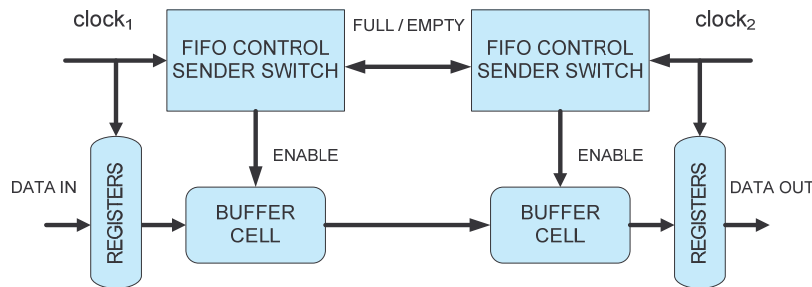 clock₁
FIFO CONTROL
SENDER SWITCH
FULL / EMPTY
FIFO CONTROL
SENDER SWITCH
clock₂
ENABLE
ENABLE
DATA IN
REGISTERS
BUFFER
CELL
BUFFER
CELL
REGISTERS
DATA OUT